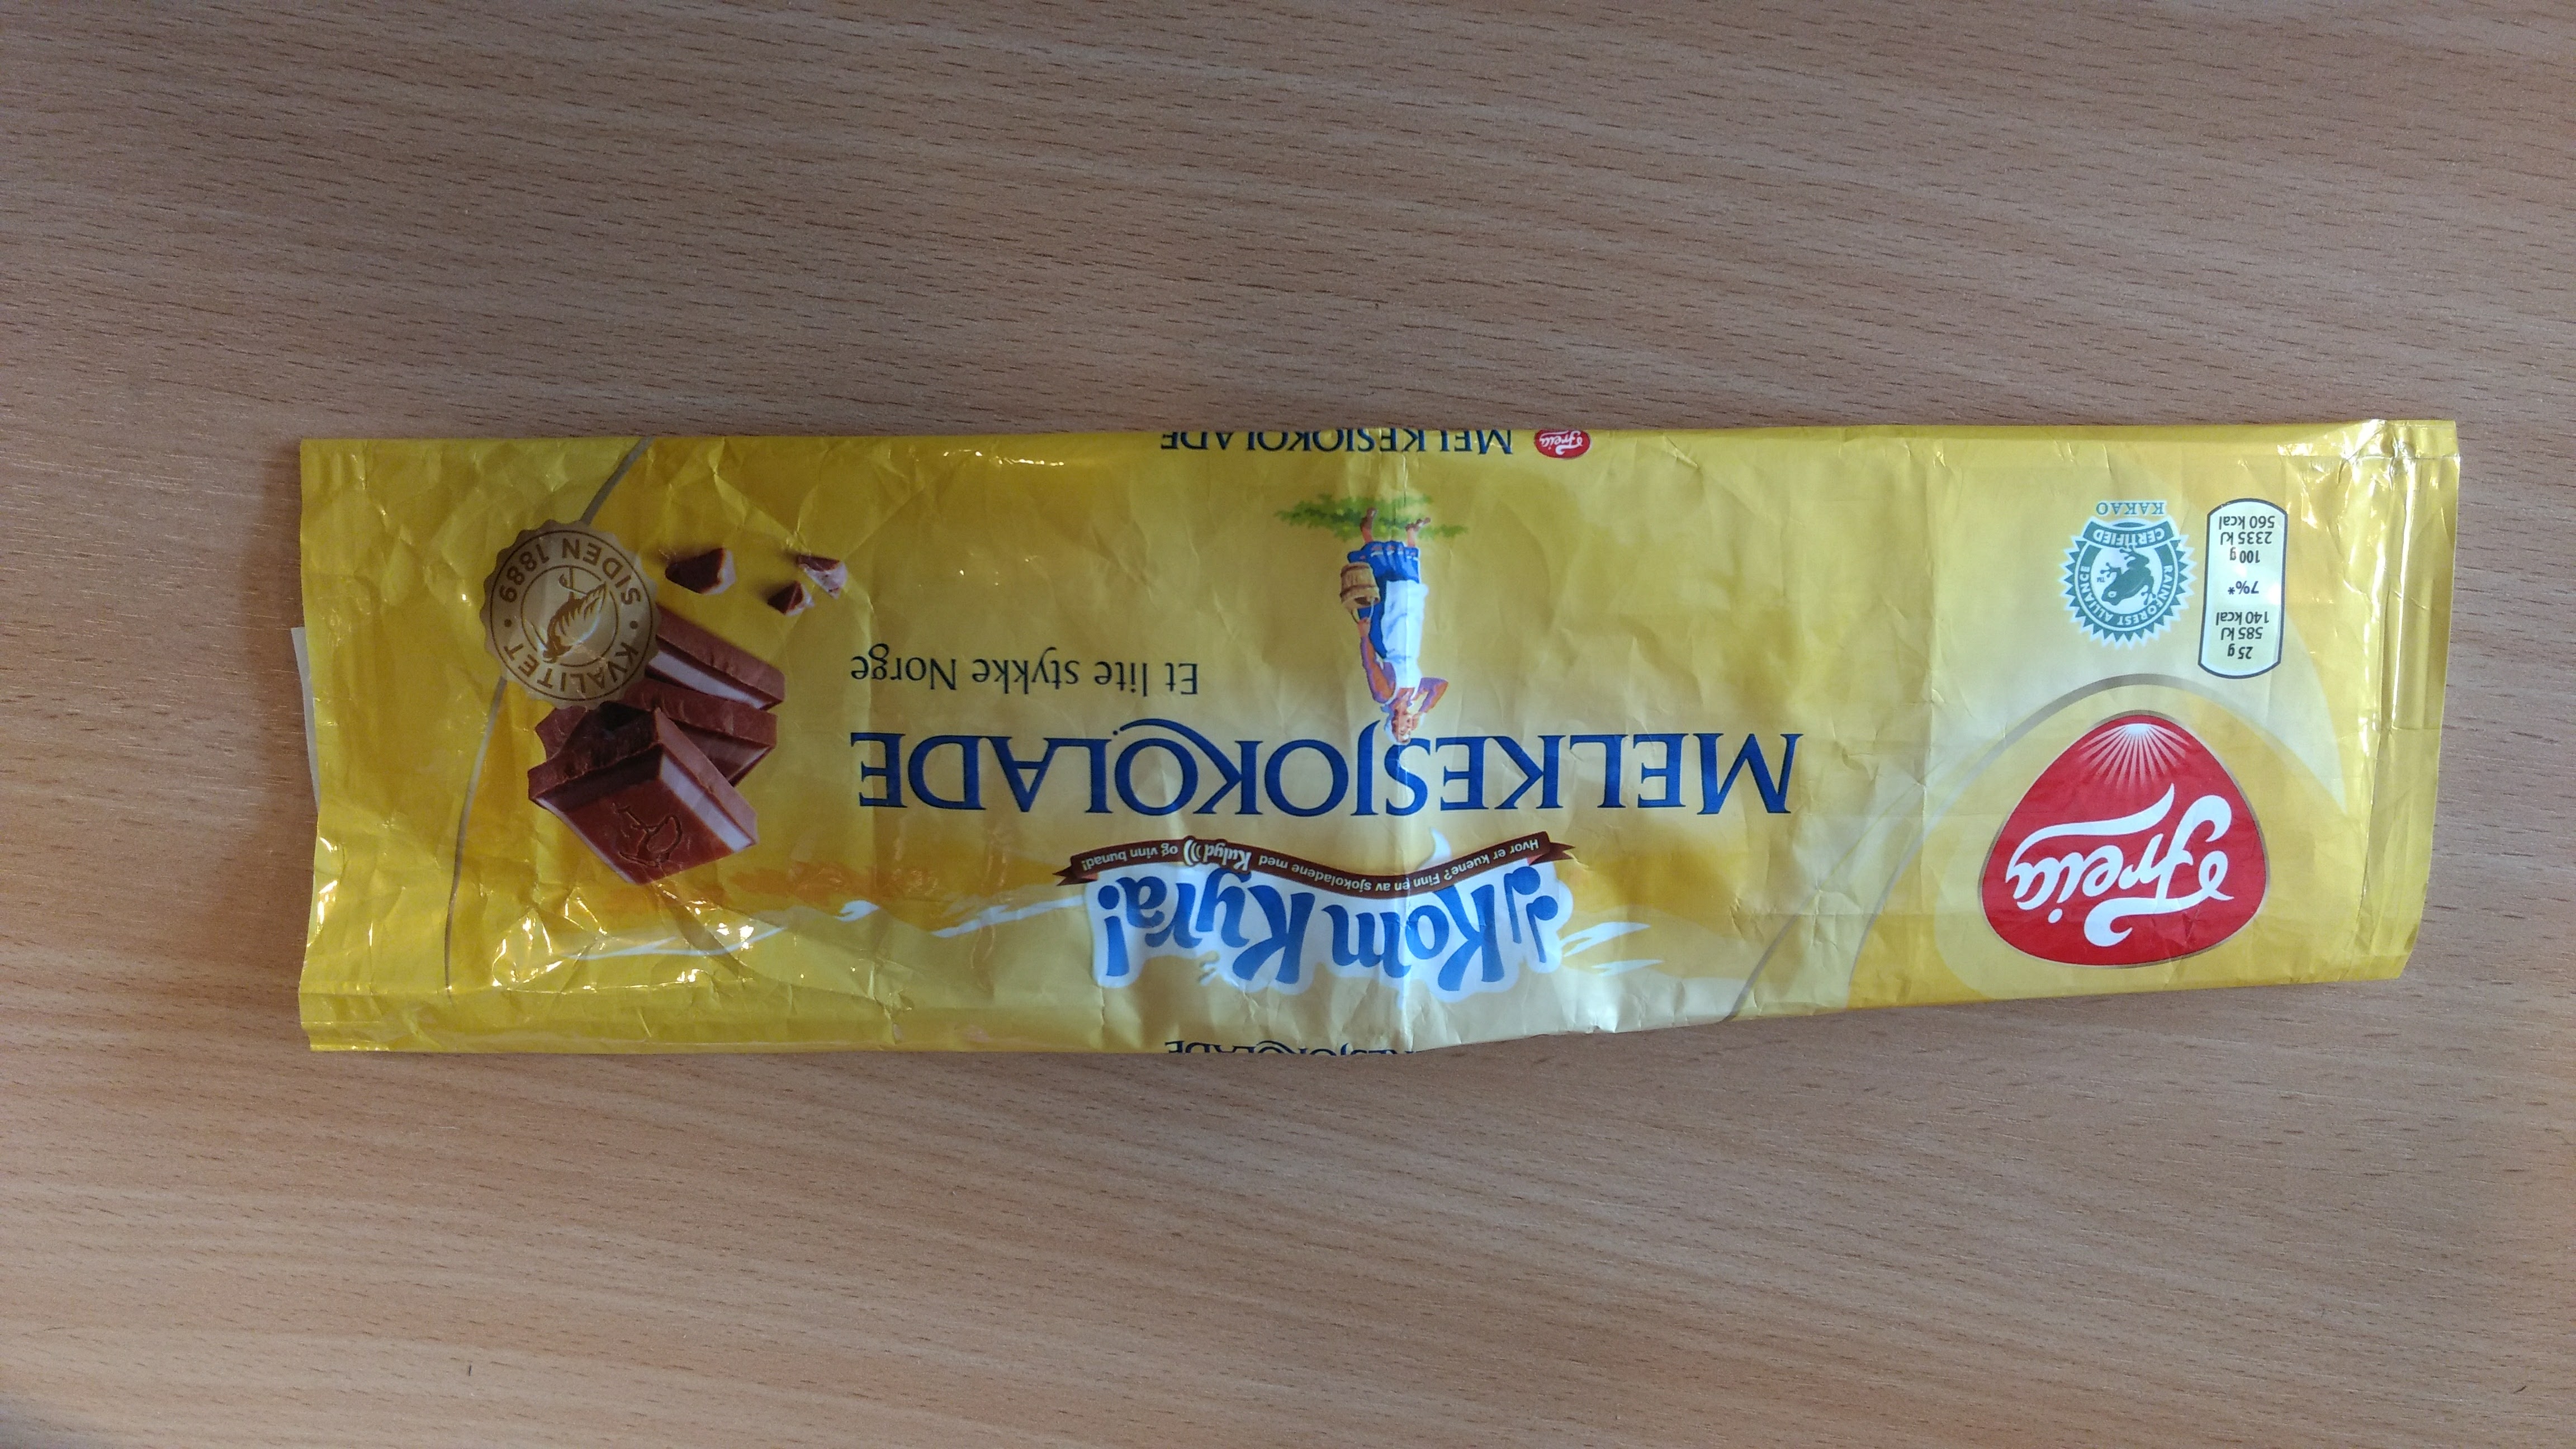 Freia
25 g
585 kJ
140 kcal
7%*
100 g
2335 kJ
560 kcal
RAINFOREST ALLIANCE
CERTIFIED
TM
KAKAO
Kom Kyra!
Hvor er kuene? Finn en av sjokoladene med Kulyd og vinn bunad!
MELKESJOKOLADE
Et lite stykke Norge
KVALITET • SIDEN 1889 •
Freia MELKESJOKOLADE